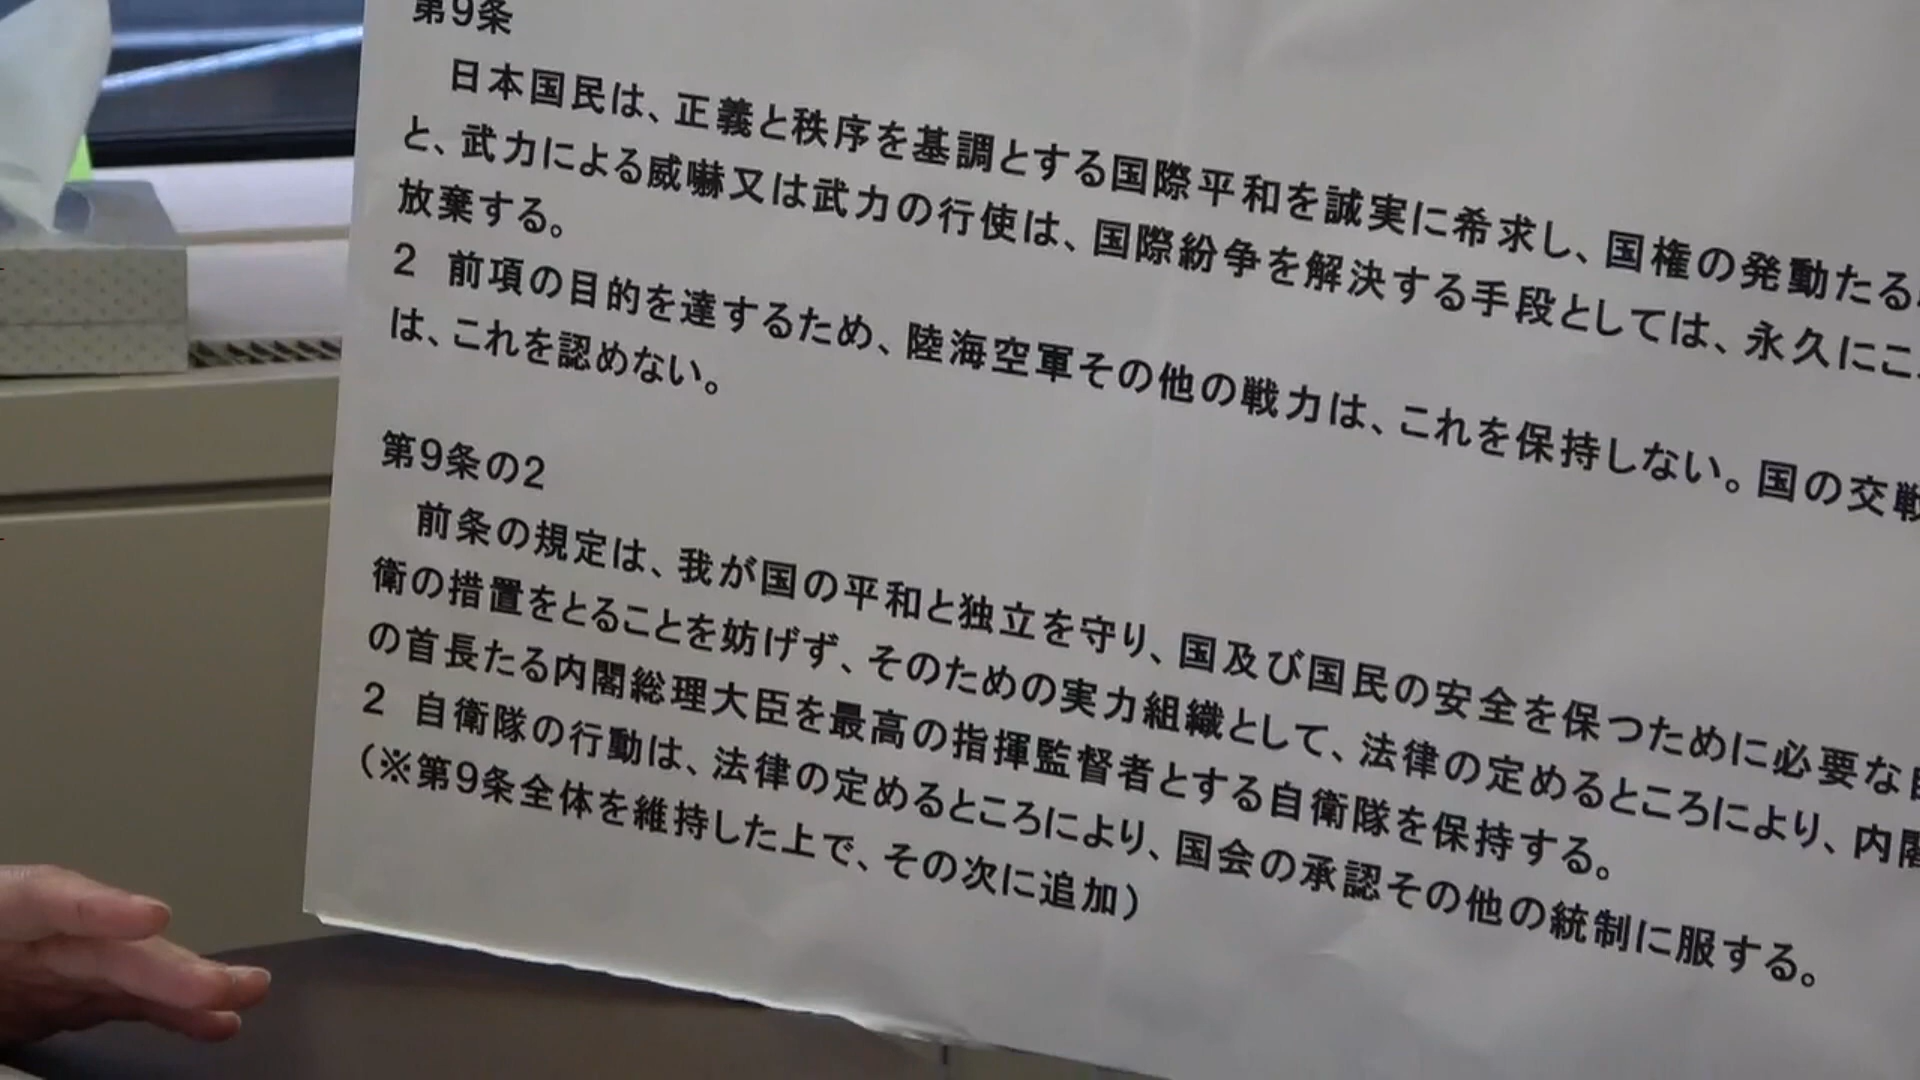 第9条
日本国民は、正義と秩序を基調とする国際平和を誠実に希求し、国権の発動たる
と、武力による威嚇又は武力の行使は、国際紛争を解決する手段としては、永久にこ
放棄する。
2 前項の目的を達するため、陸海空軍その他の戦力は、これを保持しない。国の交戦
は、これを認めない。
第9条の2
前条の規定は、我が国の平和と独立を守り、国及び国民の安全を保つために必要な自
衛の措置をとることを妨げず、そのための実力組織として、法律の定めるところにより、内閣
の首長たる内閣総理大臣を最高の指揮監督者とする自衛隊を保持する。
2 自衛隊の行動は、法律の定めるところにより、国会の承認その他の統制に服する。
(※第9条全体を維持した上で、その次に追加)